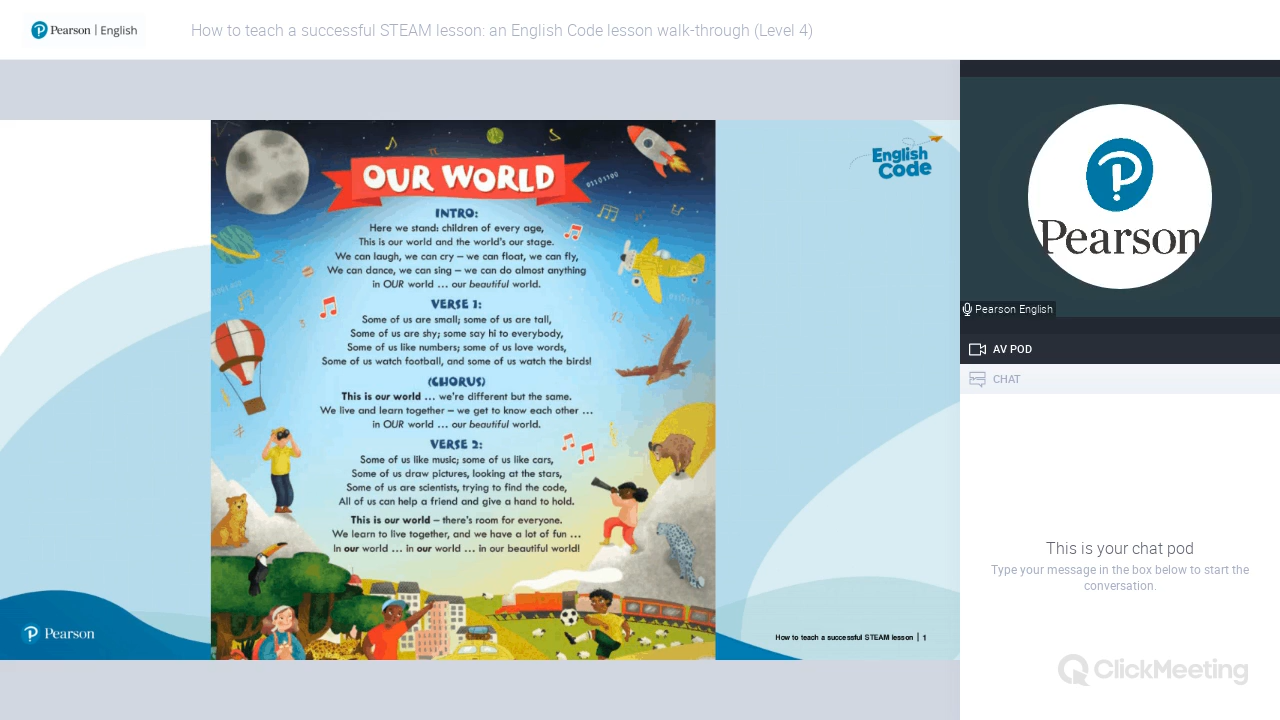 Pearson | English
How to teach a successful STEAM lesson: an English Code lesson walk-through (Level 4)
English
Code
OUR WORLD
01101100
INTRO:
Here we stand: children of every age,
This is our world and the world's our stage.
We can laugh, we can cry – we can float, we can fly,
We can dance, we can sing – we can do almost anything
in OUR world ... our beautiful world.
VERSE 1:
Some of us are small; some of us are tall,
Some of us are shy; some say hi to everybody,
Some of us like numbers; some of us love words,
Some of us watch football, and some of us watch the birds!
(CHORUS)
This is our world ... we're different but the same.
We live and learn together – we get to know each other ...
in OUR world ... our beautiful world.
VERSE 2:
Some of us like music; some of us like cars,
Some of us draw pictures, looking at the stars,
Some of us are scientists, trying to find the code,
All of us can help a friend and give a hand to hold.
This is our world – there's room for everyone.
We learn to live together, and we have a lot of fun ...
In our world ... in our world ... in our beautiful world!
Pearson
How to teach a successful STEAM lesson | 1
Pearson
Pearson English
AV POD
CHAT
This is your chat pod
Type your message in the box below to start the
conversation.
ClickMeeting